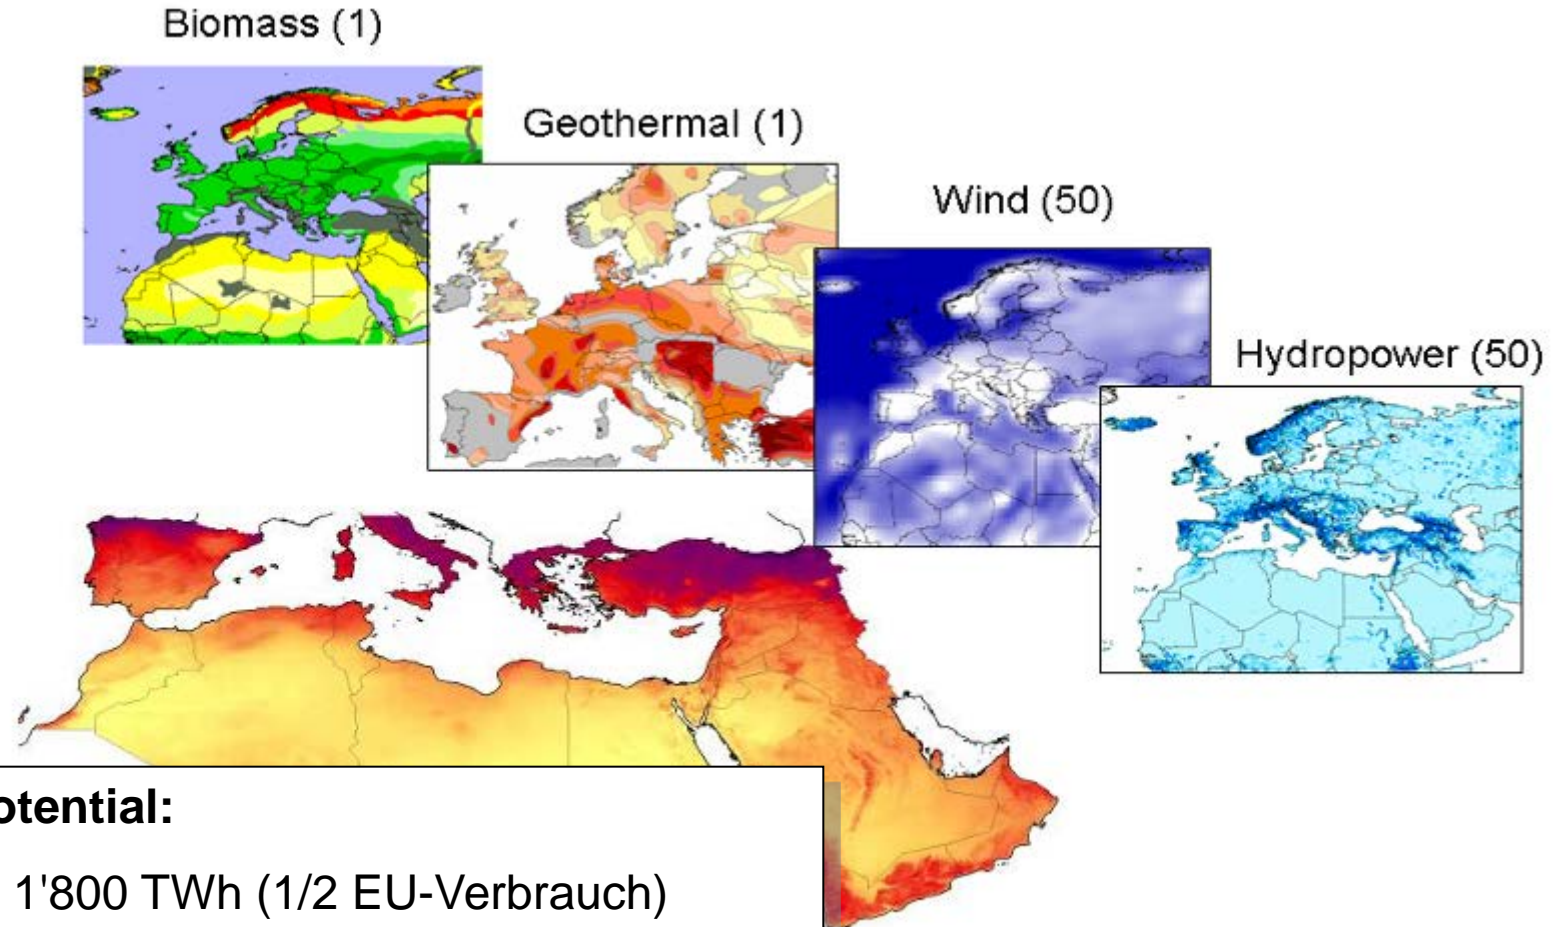 Biomass (1)
Geothermal (1)
Wind (50)
Hydropower (50)
otential:
1'800 TWh (1/2 EU-Verbrauch)